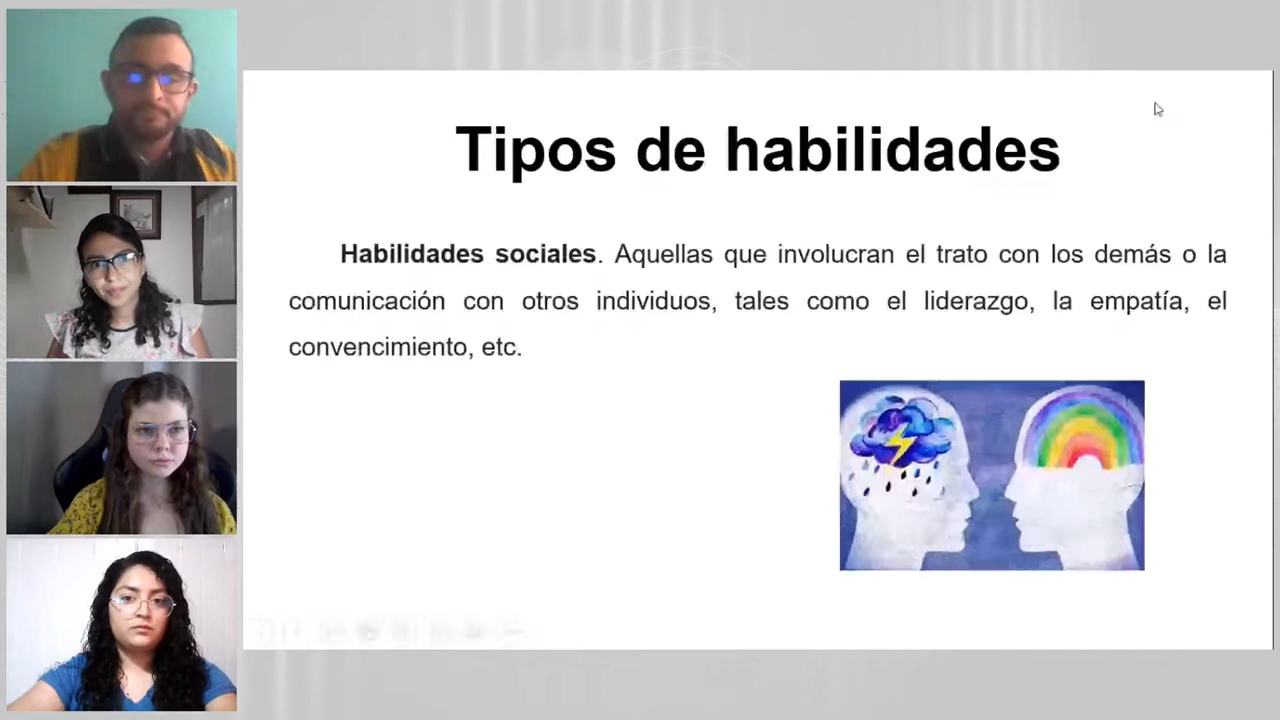 Tipos de habilidades
Habilidades sociales. Aquellas que involucran el trato con los demás o la
comunicación con otros individuos, tales como el liderazgo, la empatía, el
convencimiento, etc.